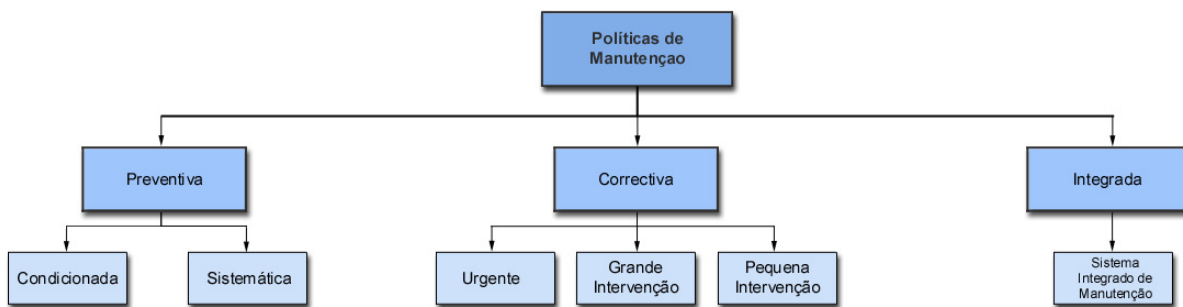 Políticas de
Manutençao
Preventiva
Correctiva
Integrada
Condicionada
Sistemática
Urgente
Grande
Intervenção
Pequena
Intervenção
Sistema
Integrado de
Manutenção